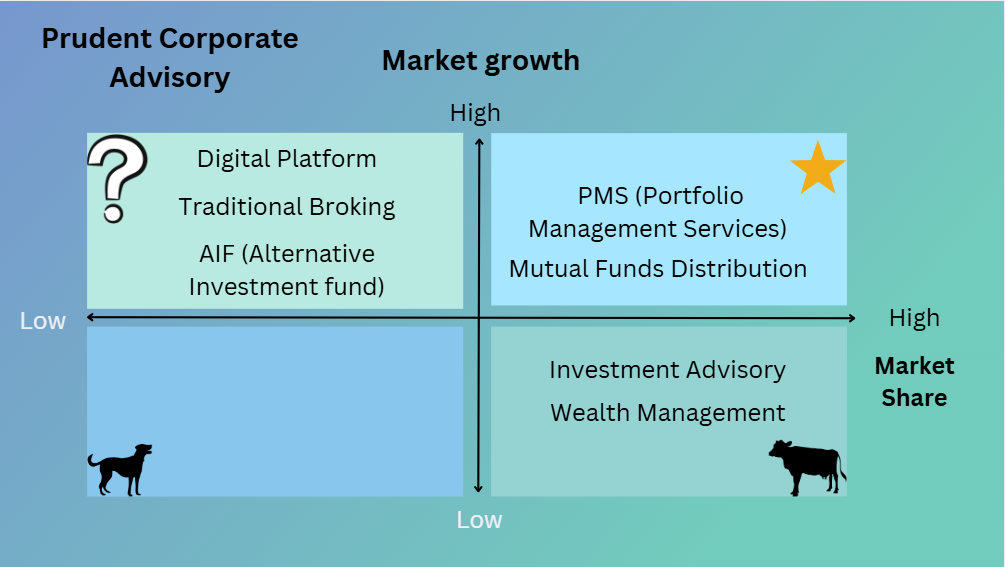 Prudent Corporate
Advisory
Market growth
High
Digital Platform
Traditional Broking
AIF (Alternative
Investment fund)
PMS (Portfolio
Management Services)
Mutual Funds Distribution
Low
High
Market
Share
Investment Advisory
Wealth Management
Low